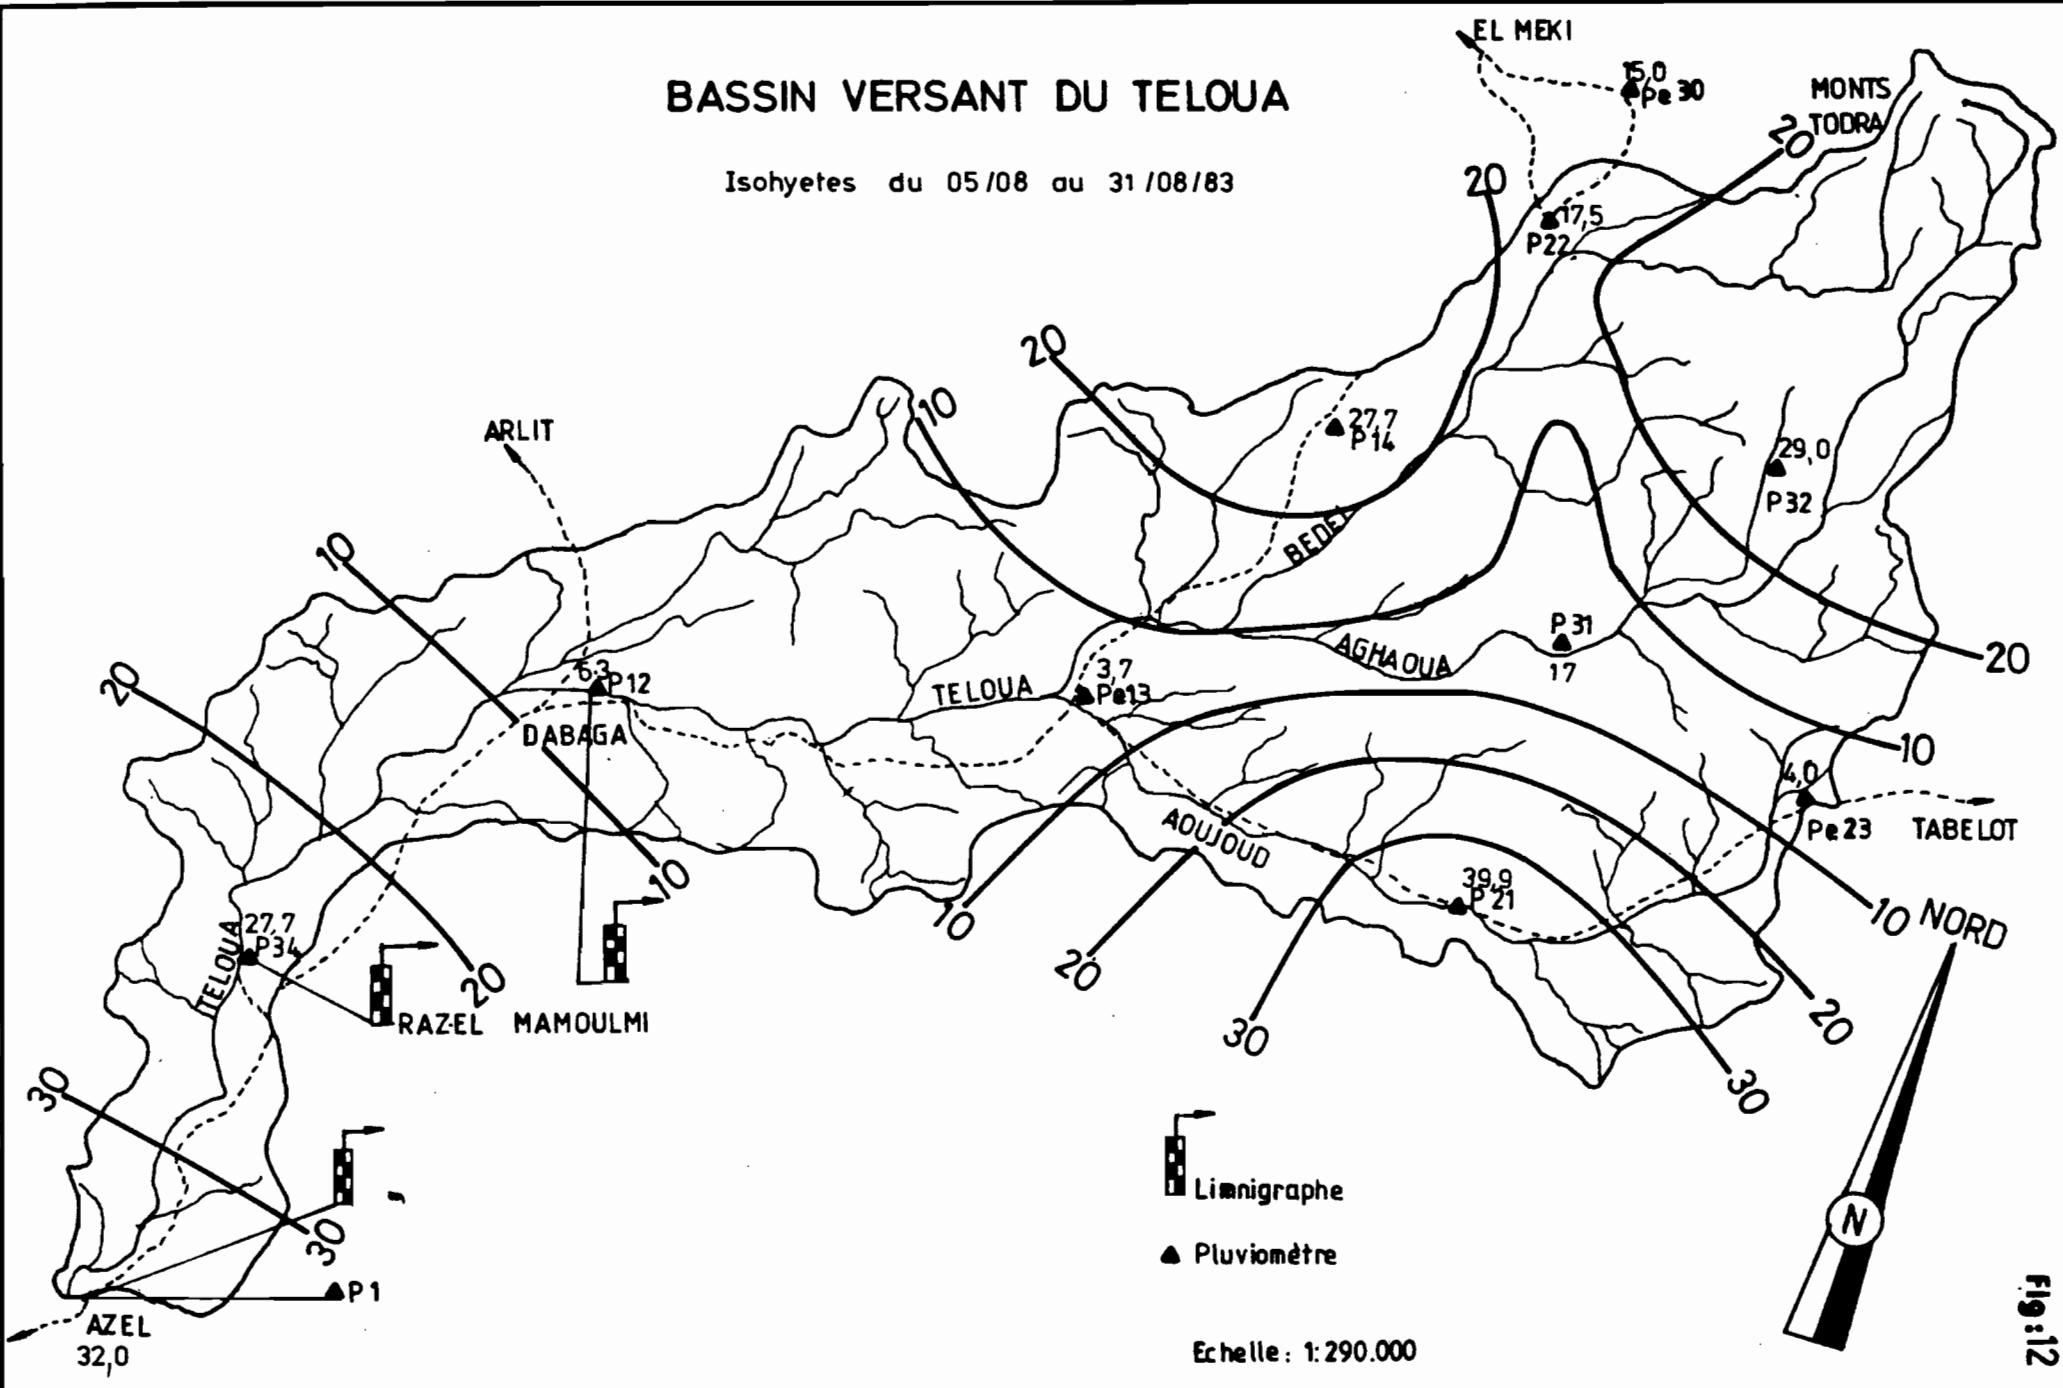 BASSIN VERSANT DU TELOUA
Isohyetes du 05/08 au 31/08/83
EL MEKI
15,0
Pe 30
MONTS
TODRA
20
20
17,5
P22
20
10
27,7
P14
29,0
P32
ARLIT
10
BEDEI
20
6.3
P12
DABAGA
TELOUA
3,7
Pe13
AGHAOUA
P31
17
20
10
4,0
Pe23
TABELOT
AOUJOUD
39,9
P21
10
10
20
30
10
20
30
NORD
27,7
P34
TELOUA
20
RAZ-EL MAMOULMI
30
30
P1
AZEL
32,0
Limnigraphe
Pluviomètre
Echelle: 1:290.000
N
Fig:12